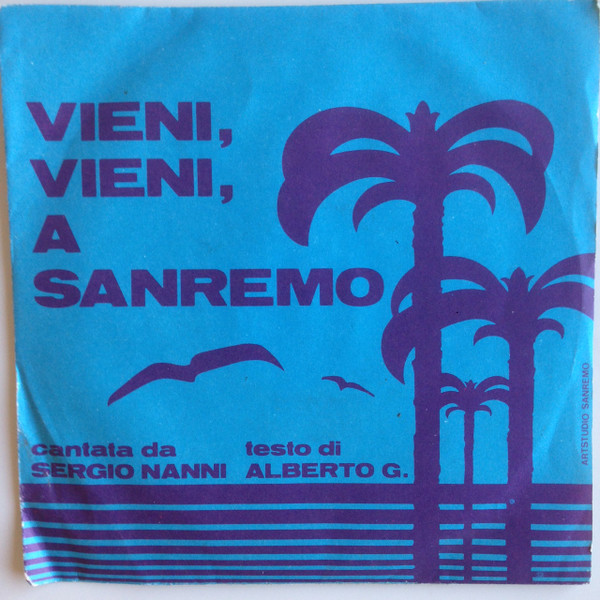 VIENI,
VIENI,
A
SANREMO
cantata da
SERGIO NANNI
testo di
ALBERTO G.
ARTSTUDIO SANREMO